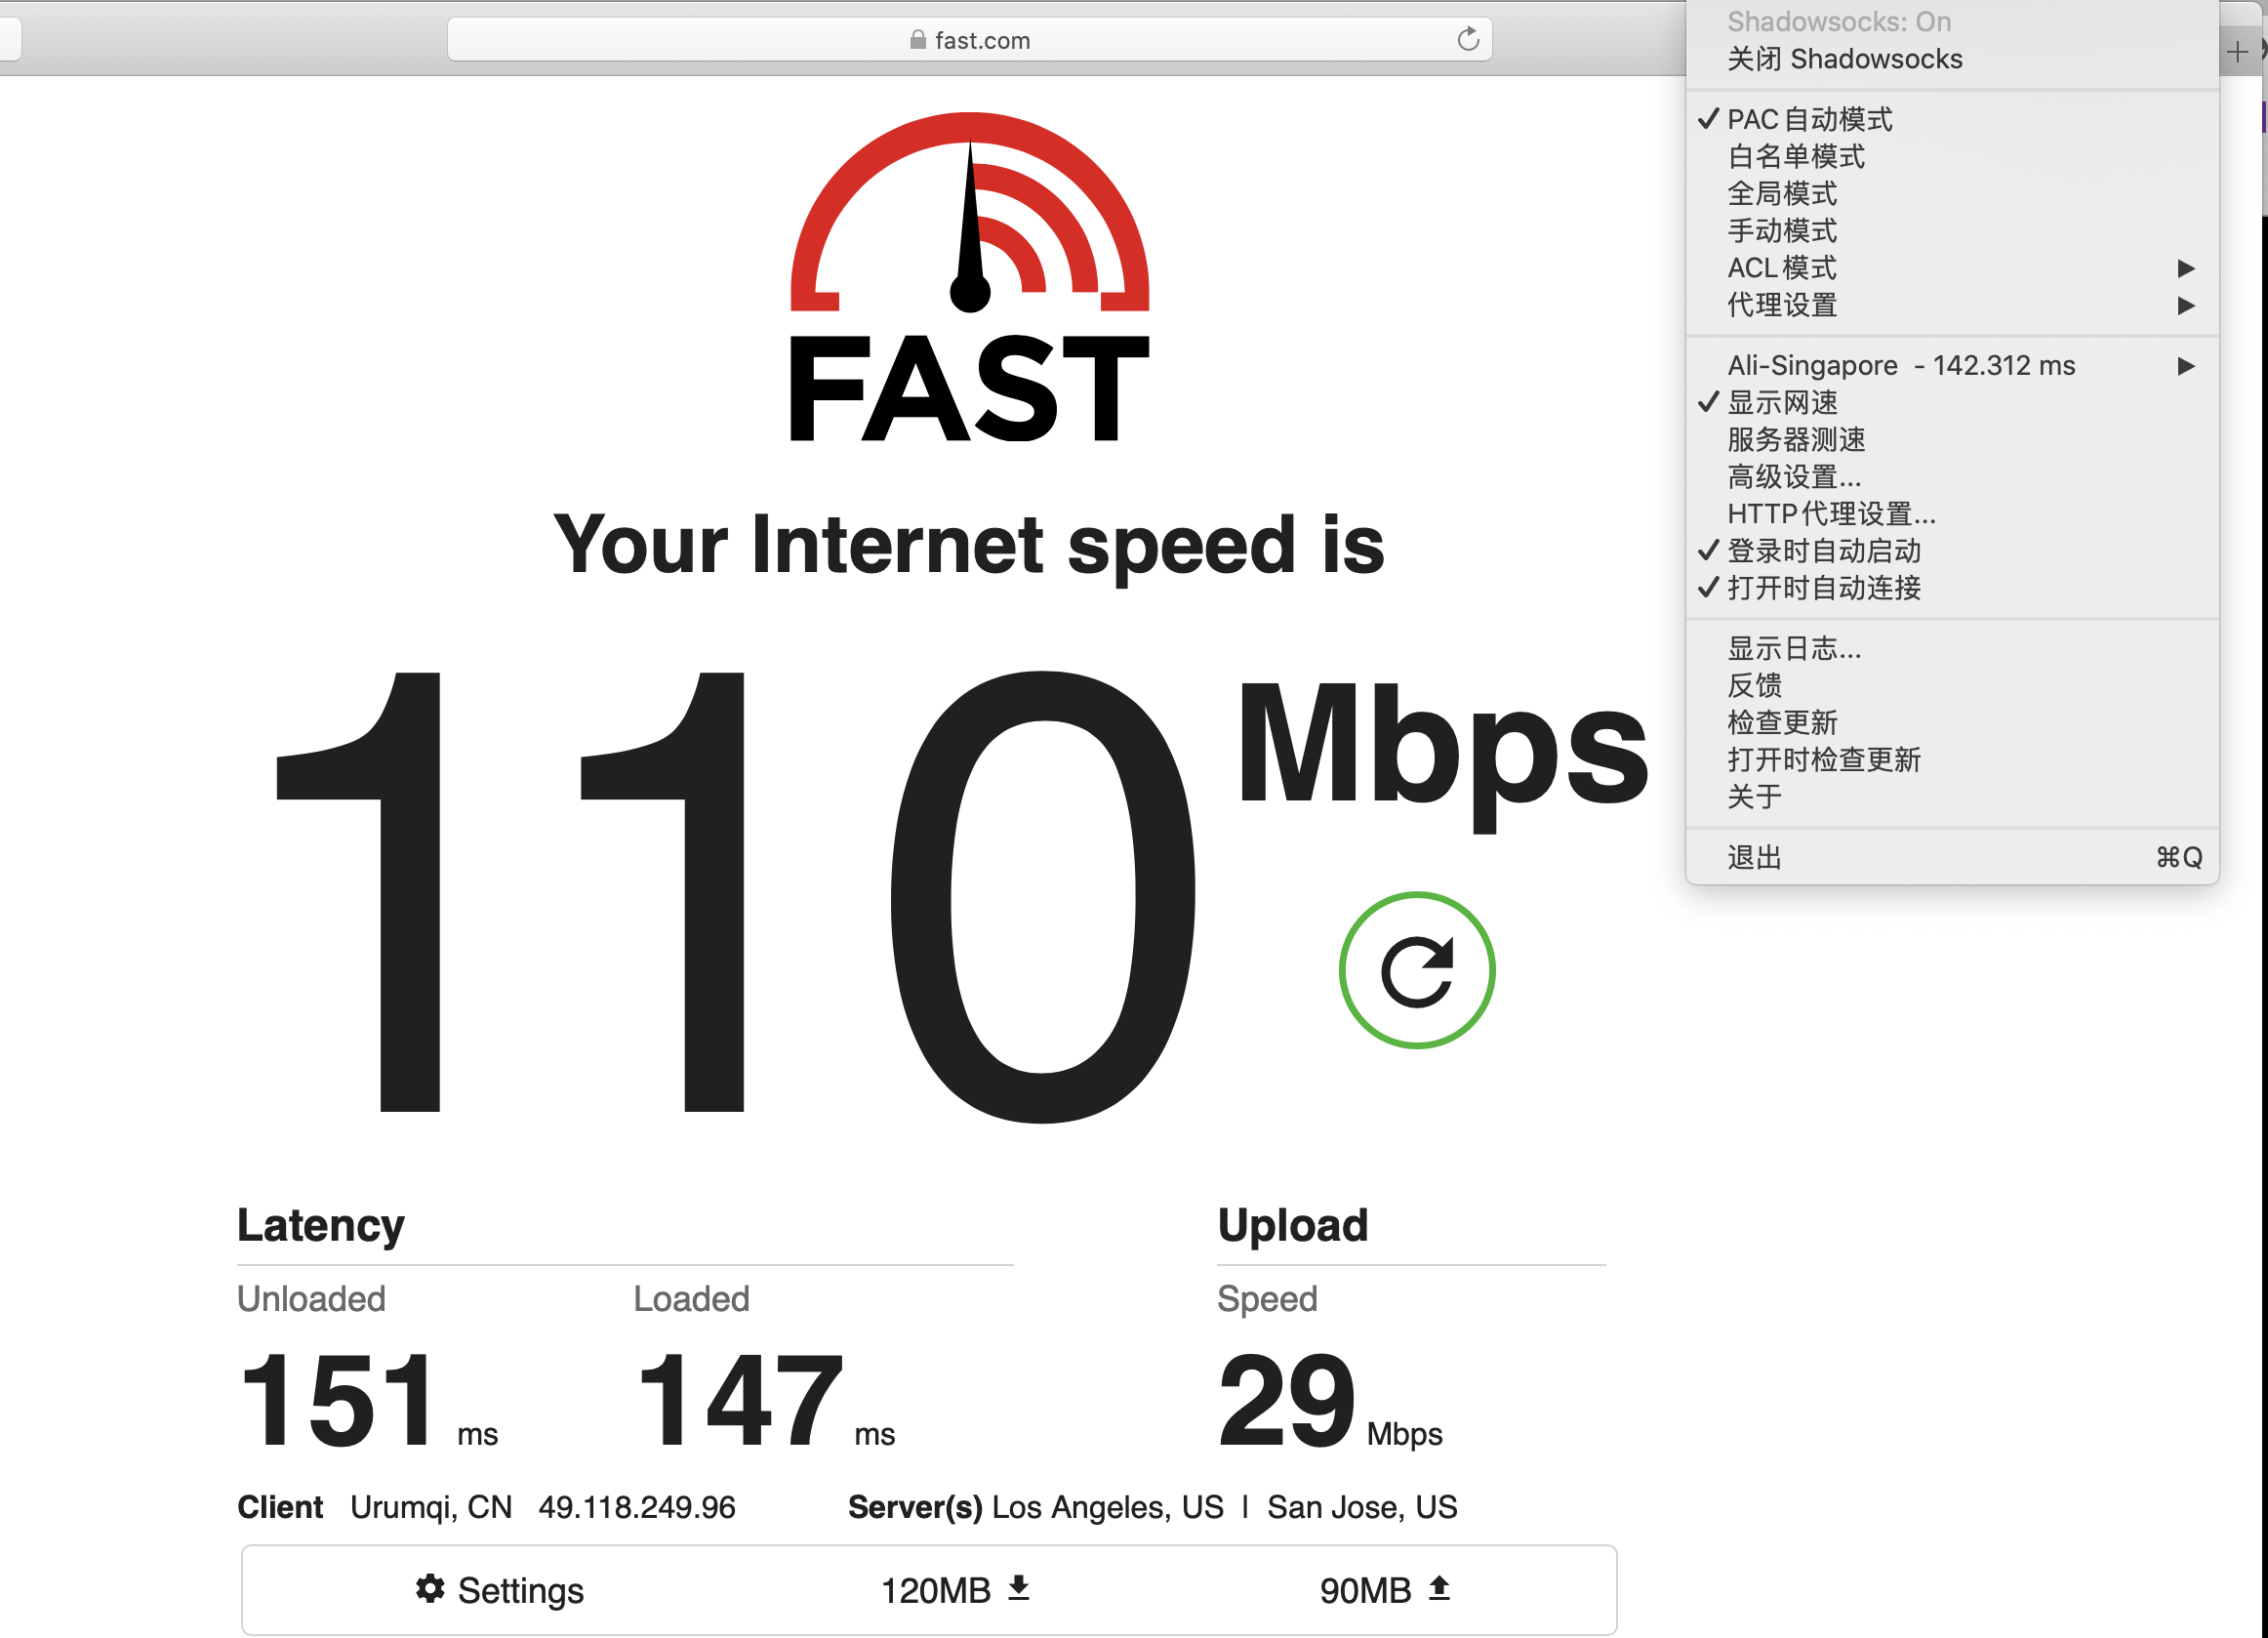 fast.com
FAST
Your Internet speed is
110 Mbps
Latency
Unloaded
Loaded
151 ms
147 ms
Upload
Speed
29 Mbps
Client Urumqi, CN 49.118.249.96
Server(s) Los Angeles, US | San Jose, US
Settings
120MB
90MB
Shadowsocks: On
关闭 Shadowsocks
✓ PAC自动模式
白名单模式
全局模式
手动模式
ACL模式
代理设置
Ali-Singapore - 142.312 ms
✓ 显示网速
服务器测速
高级设置...
HTTP代理设置...
✓ 登录时自动启动
✓ 打开时自动连接
显示日志...
反馈
检查更新
打开时检查更新
关于
退出 ⌘Q